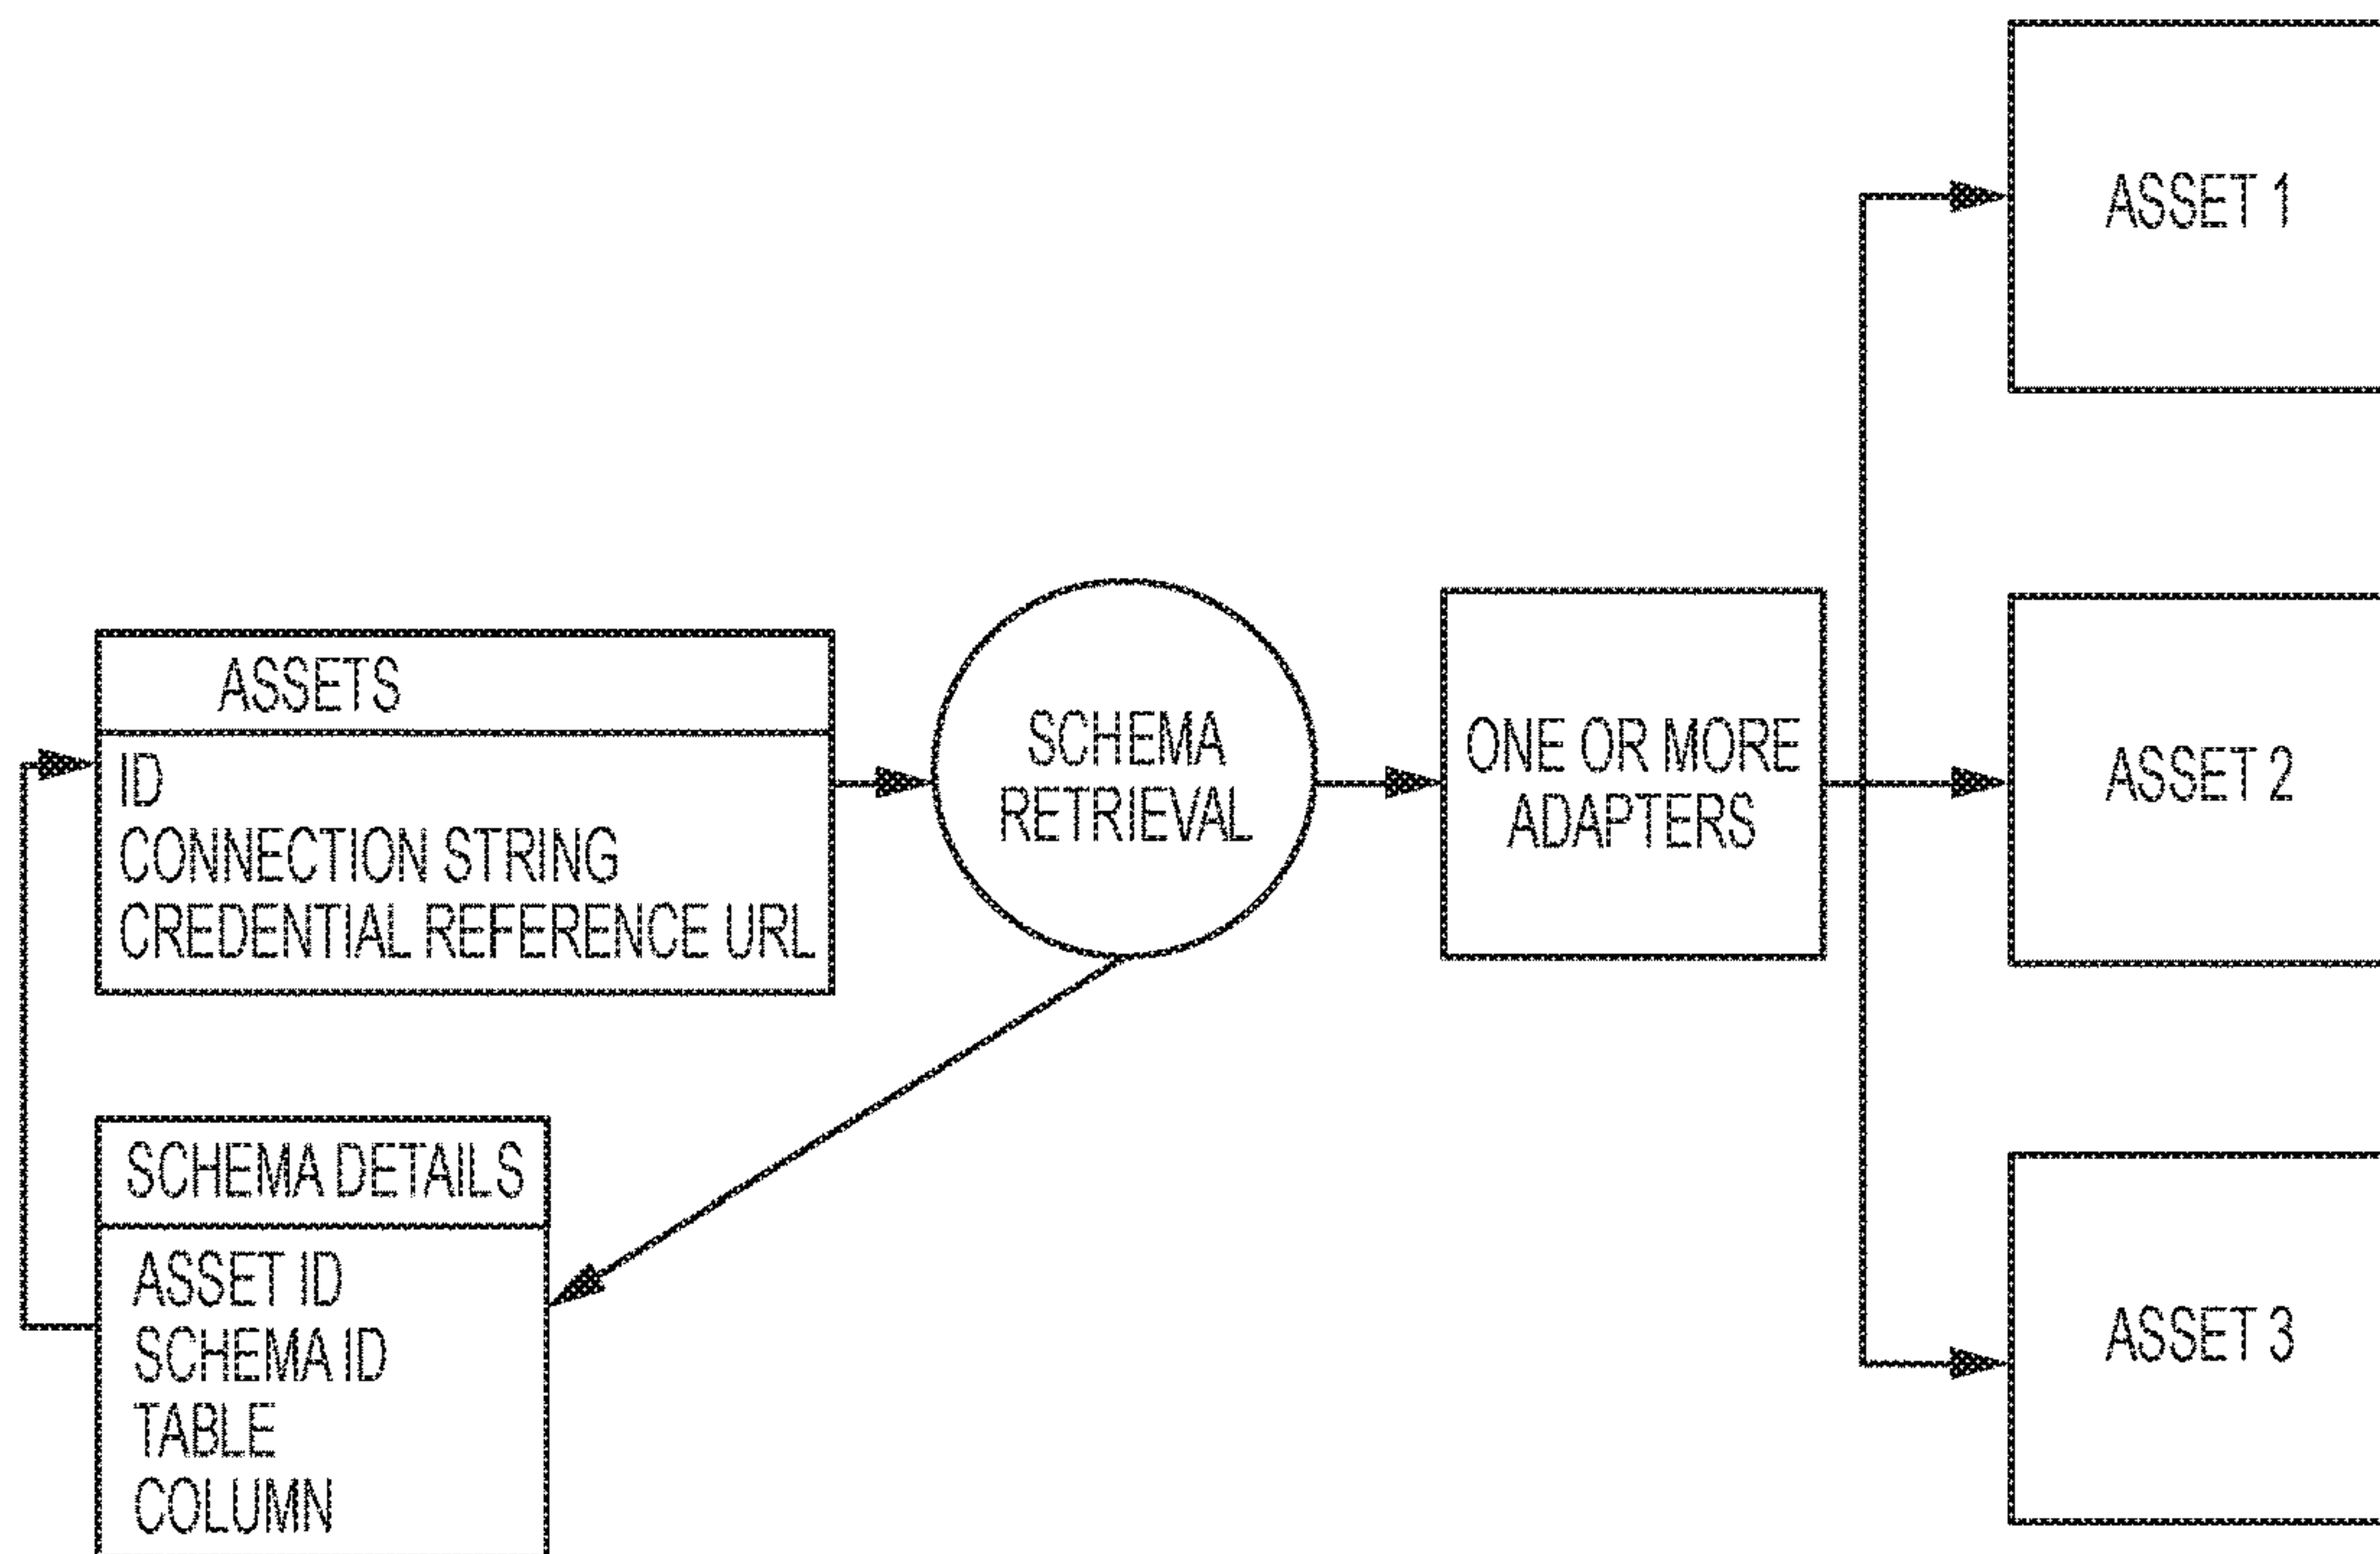 ASSETS
ID
CONNECTION STRING
CREDENTIAL REFERENCE URL
SCHEMA DETAILS
ASSET ID
SCHEMA ID
TABLE
COLUMN
SCHEMA
RETRIEVAL
ONE OR MORE
ADAPTERS
ASSET 1
ASSET 2
ASSET 3